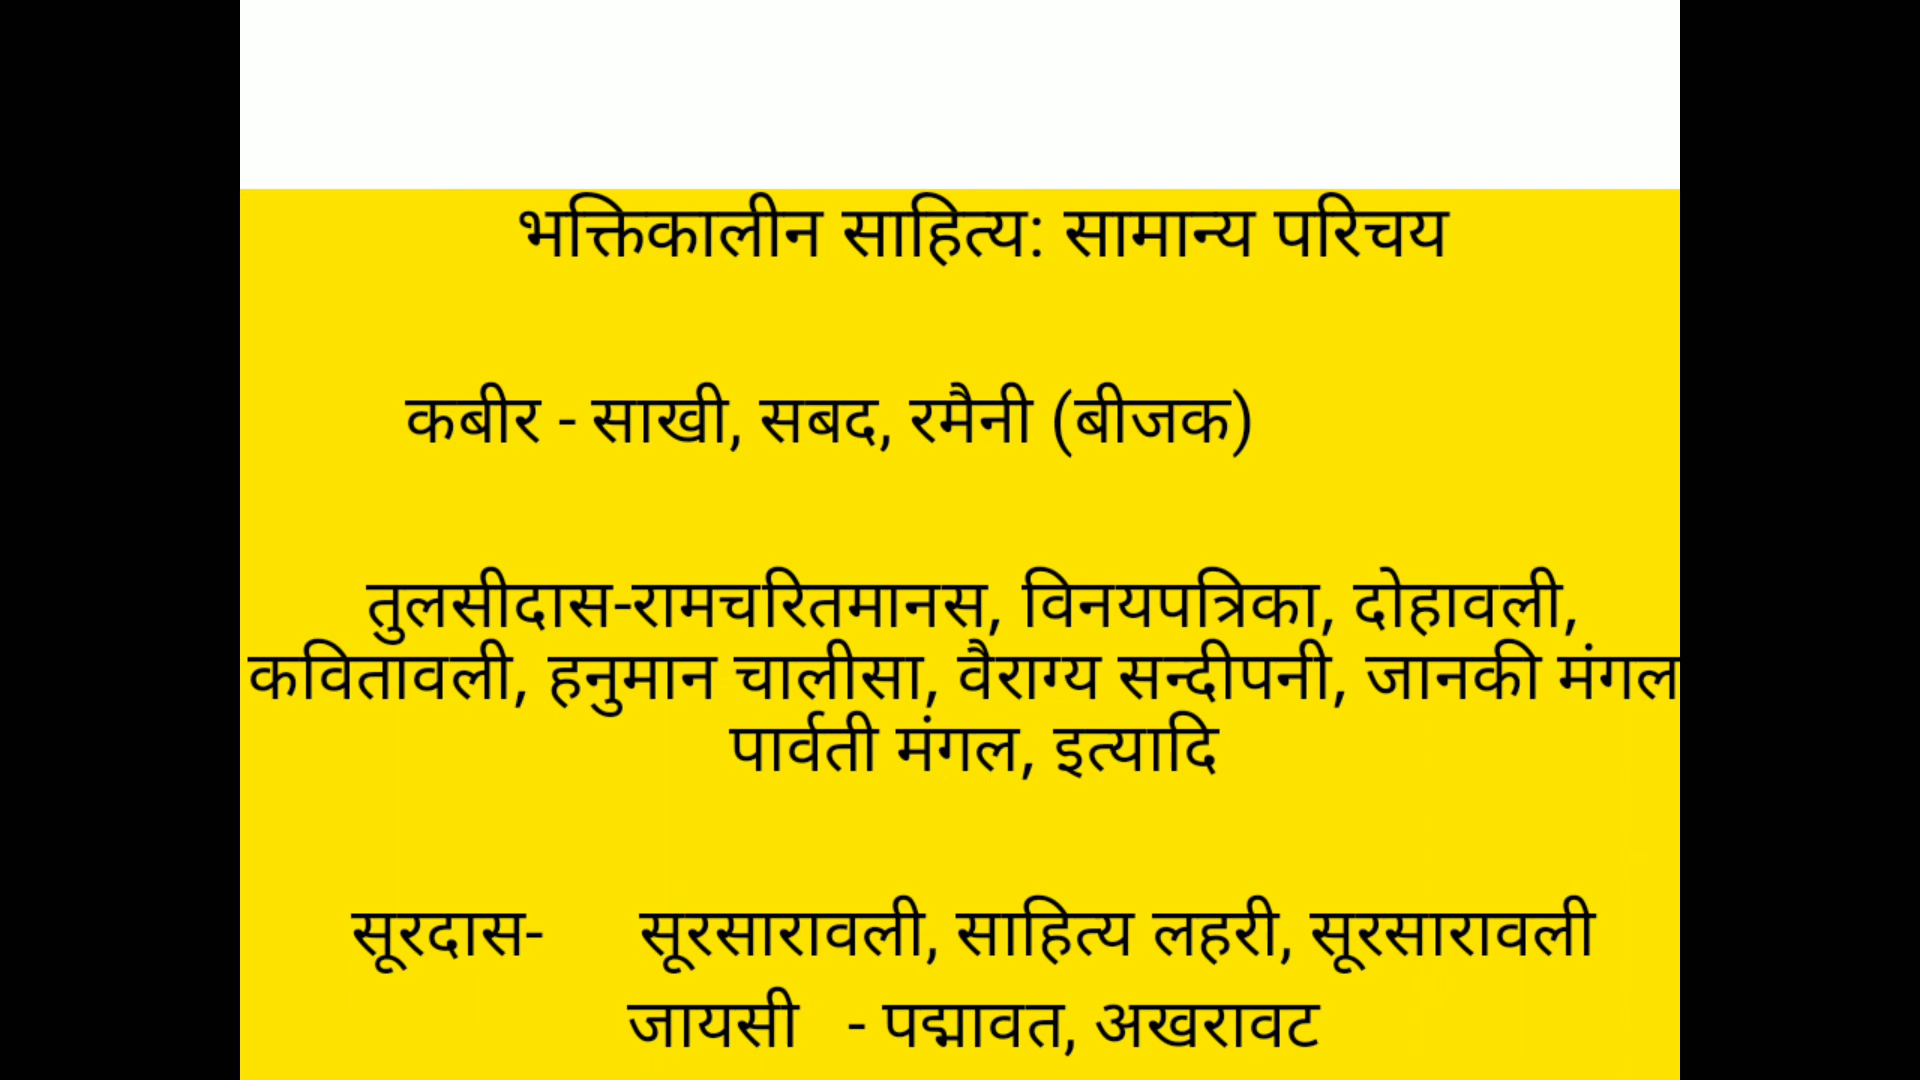 भक्तिकालीन साहित्य: सामान्य परिचय
कबीर - साखी, सबद, रमैनी (बीजक)
तुलसीदास-रामचरितमानस, विनयपत्रिका, दोहावली,
कवितावली, हनुमान चालीसा, वैराग्य सन्दीपनी, जानकी मंगल
पार्वती मंगल, इत्यादि
सूरदास- सूरसारावली, साहित्य लहरी, सूरसारावली
जायसी - पद्मावत, अखरावट